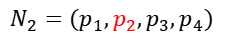 N₂ = (p₁, p₂, p₃, p₄)